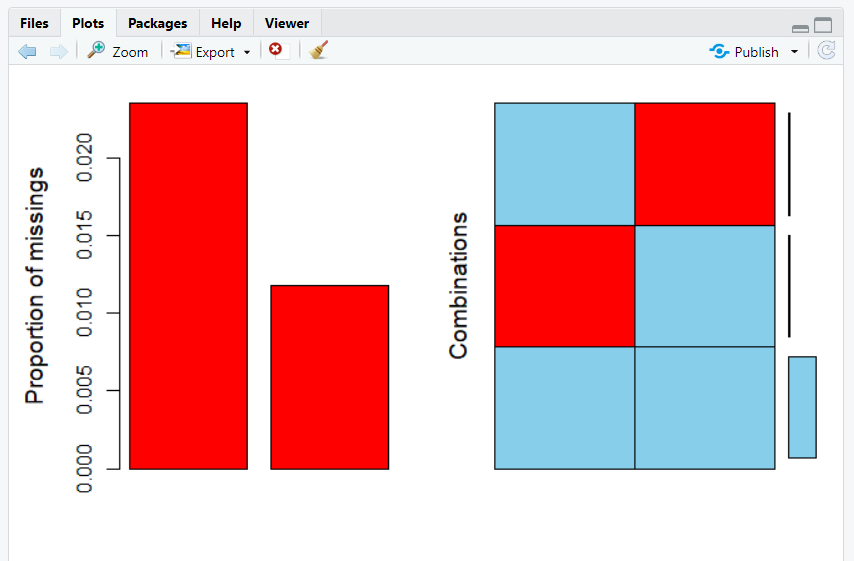 Files Plots Packages Help Viewer
Zoom Export Publish
Proportion of missings
0.020
0.015
0.010
0.005
0.000
Combinations